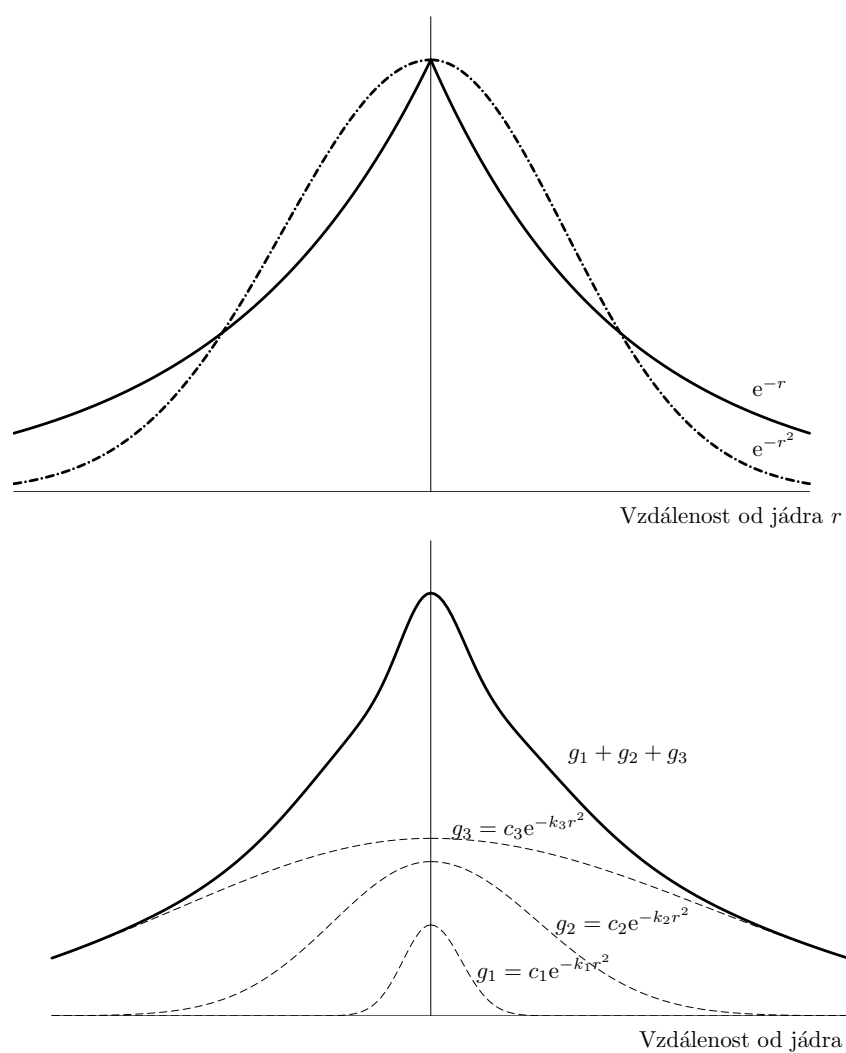 e^{-r}
e^{-r^2}
Vzdálenost od jádra r
g_1 + g_2 + g_3
g_3 = c_3e^{-k_3r^2}
g_2 = c_2e^{-k_2r^2}
g_1 = c_1e^{-k_1r^2}
Vzdálenost od jádra